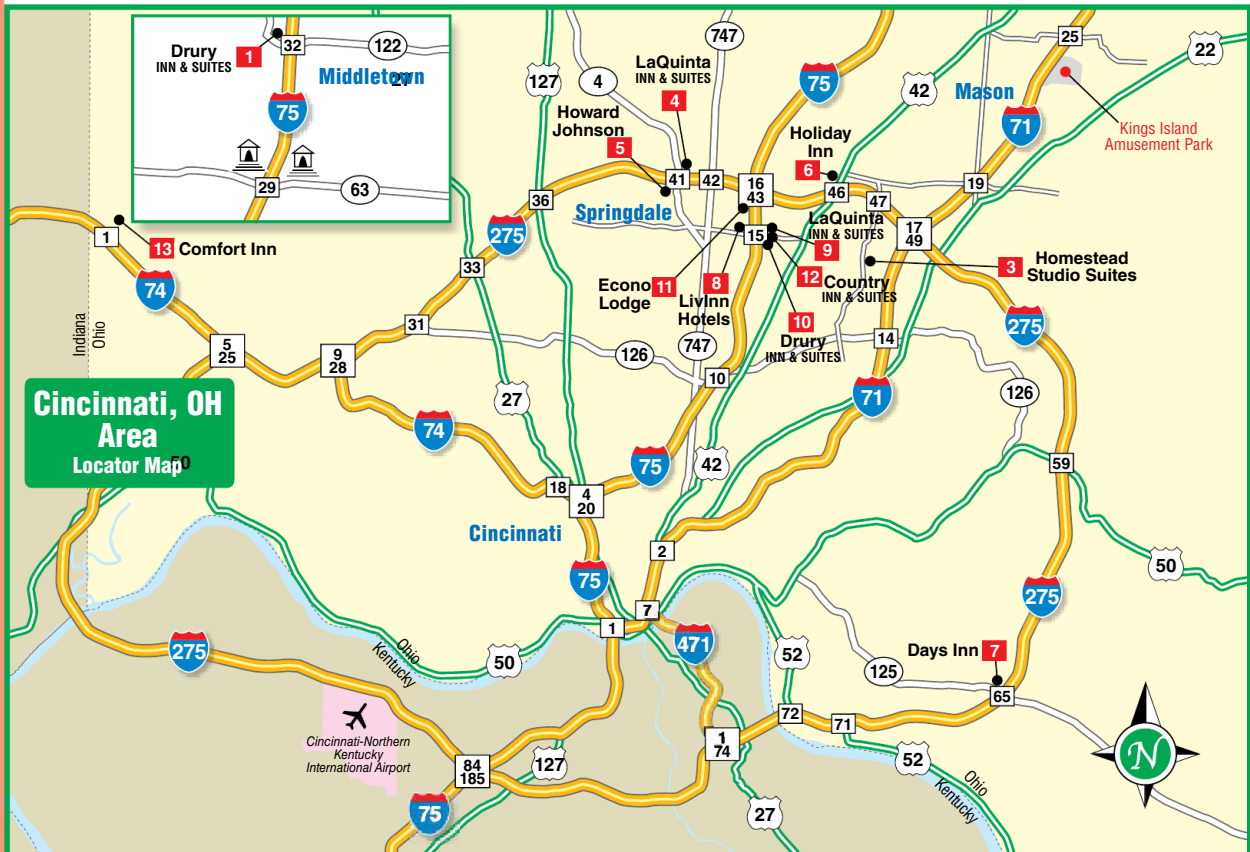 32
122
Drury
INN & SUITES
1
Middletown
27
75
29
63
747
4
127
LaQuinta
INN & SUITES
4
Howard
Johnson
5
75
42
Holiday
Inn
6
Mason
25
22
71
Kings Island
Amusement Park
41
42
16
43
46
47
19
36
Springdale
275
15
LaQuinta
INN & SUITES
9
17
49
1
13
Comfort Inn
74
33
Econo
Lodge
11
8
LivInn
Hotels
12
Country
INN & SUITES
10
Drury
INN & SUITES
3
Homestead
Studio Suites
275
Indiana
Ohio
5
25
9
28
31
126
747
14
10
126
71
Cincinnati, OH
Area
Locator Map
50
27
74
75
42
59
18
4
20
Cincinnati
2
50
75
275
7
1
471
Ohio
Kentucky
275
50
52
Days Inn
7
125
65
72
71
Cincinnati-Northern
Kentucky
International Airport
1
74
84
185
127
52
Ohio
Kentucky
N
75
27